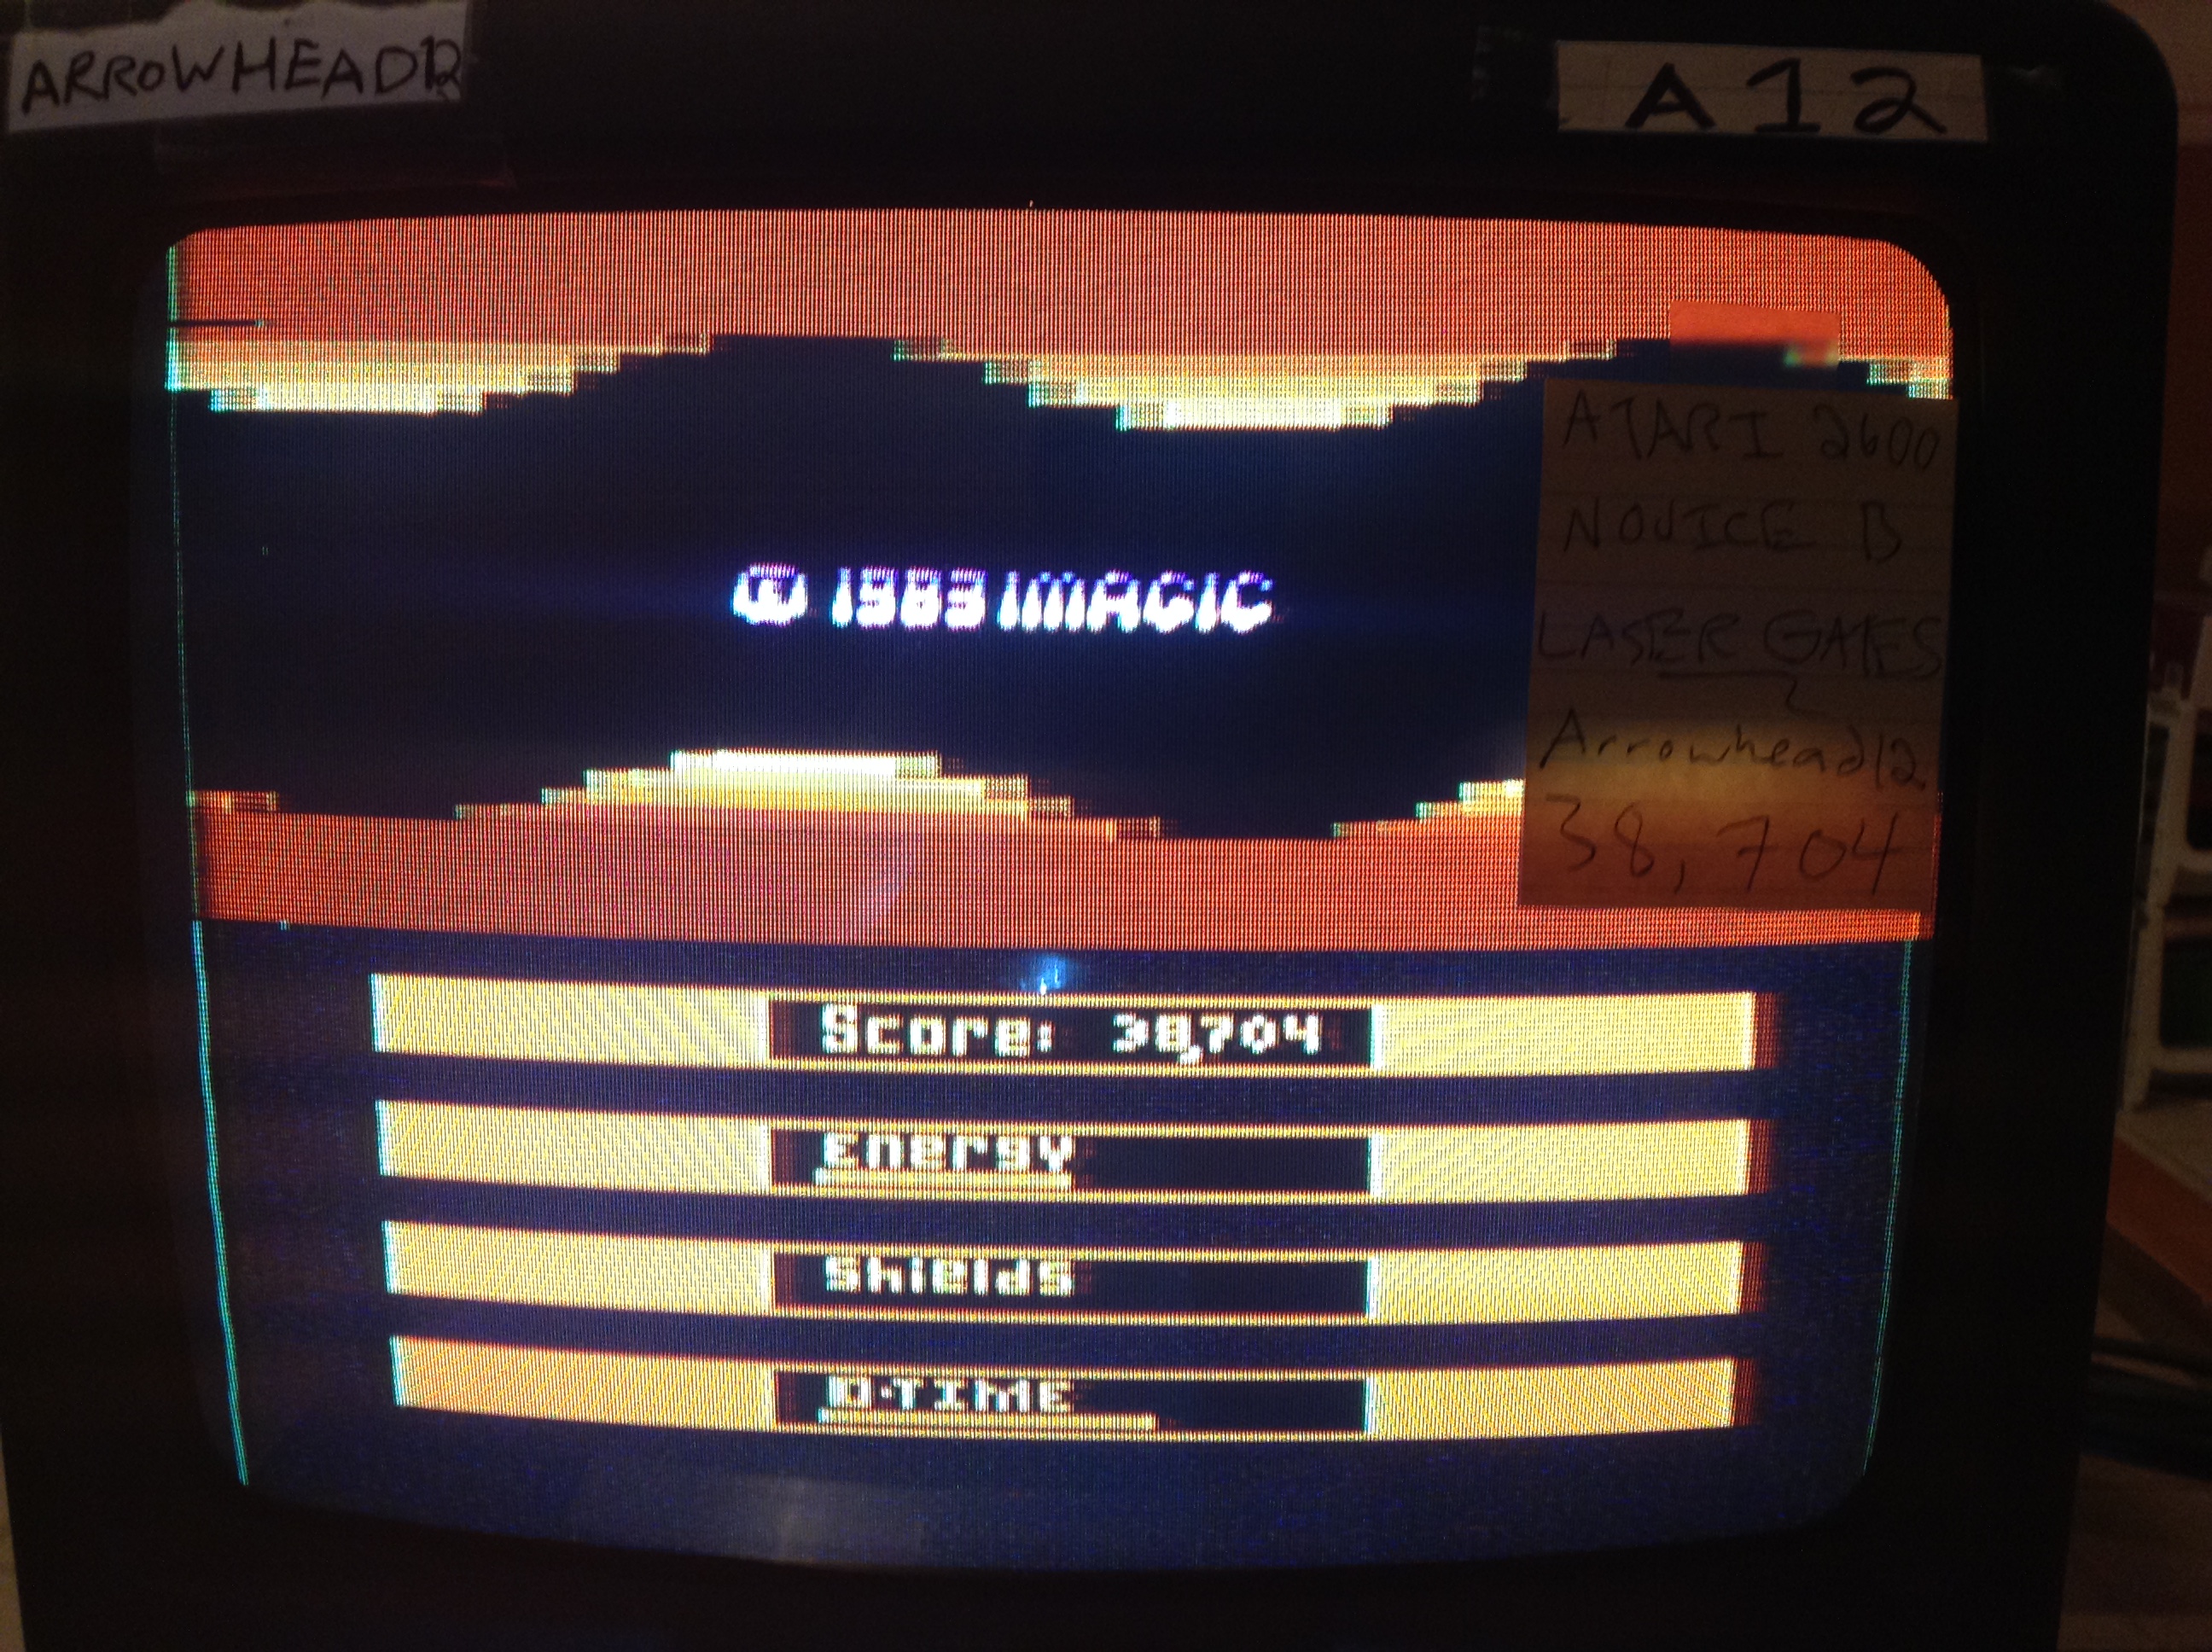 ARROWHEAD12
A12
ATARI 2600
NOVICE B
LASER GATES
Arrowhead12
38,704
© 1983 IMAGIC
Score: 38,704
Energy
Shields
D-TIME